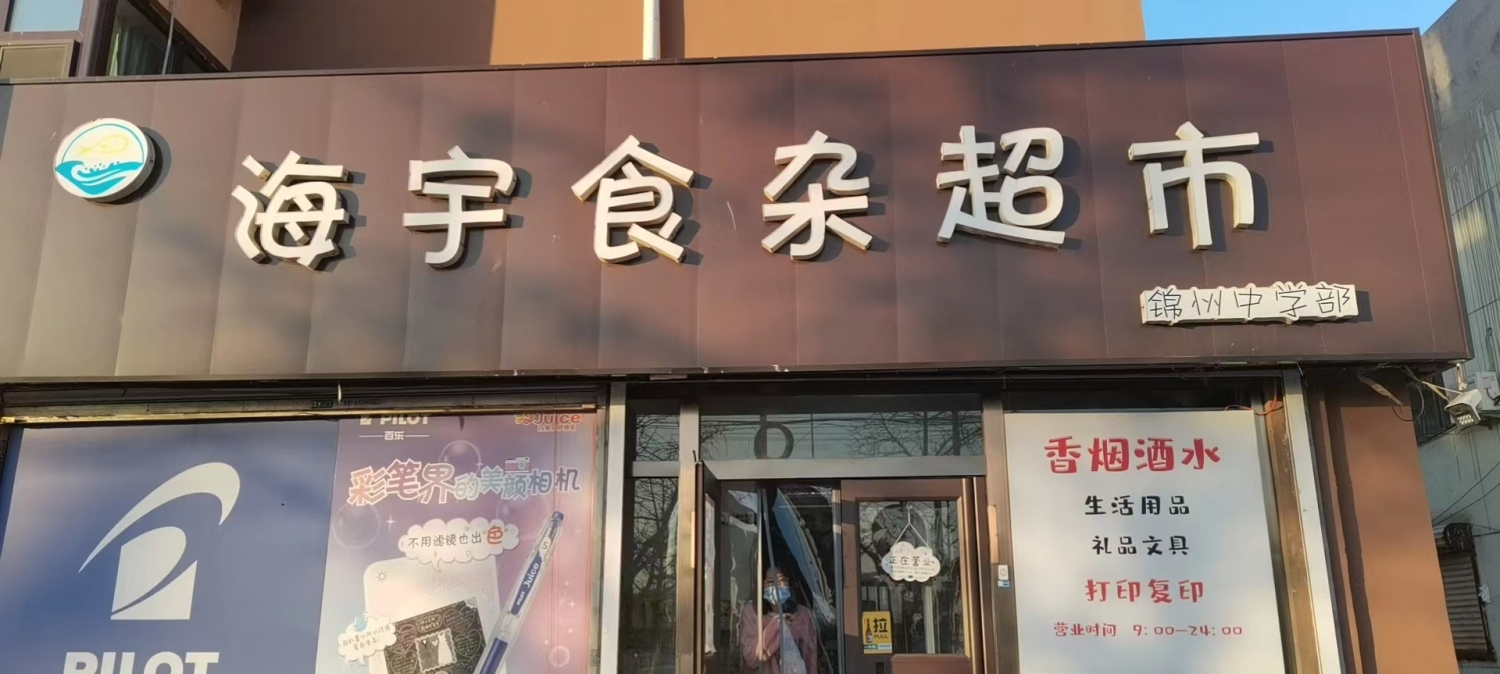 海宇食杂超市
锦州中学部
PILOT
百乐
Juice
彩笔界的美颜相机
不用滤镜也出“色”
Juice
PILOT
正在营业
拉
PULL
香烟酒水
生活用品
礼品文具
打印复印
营业时间 9:00—24:00